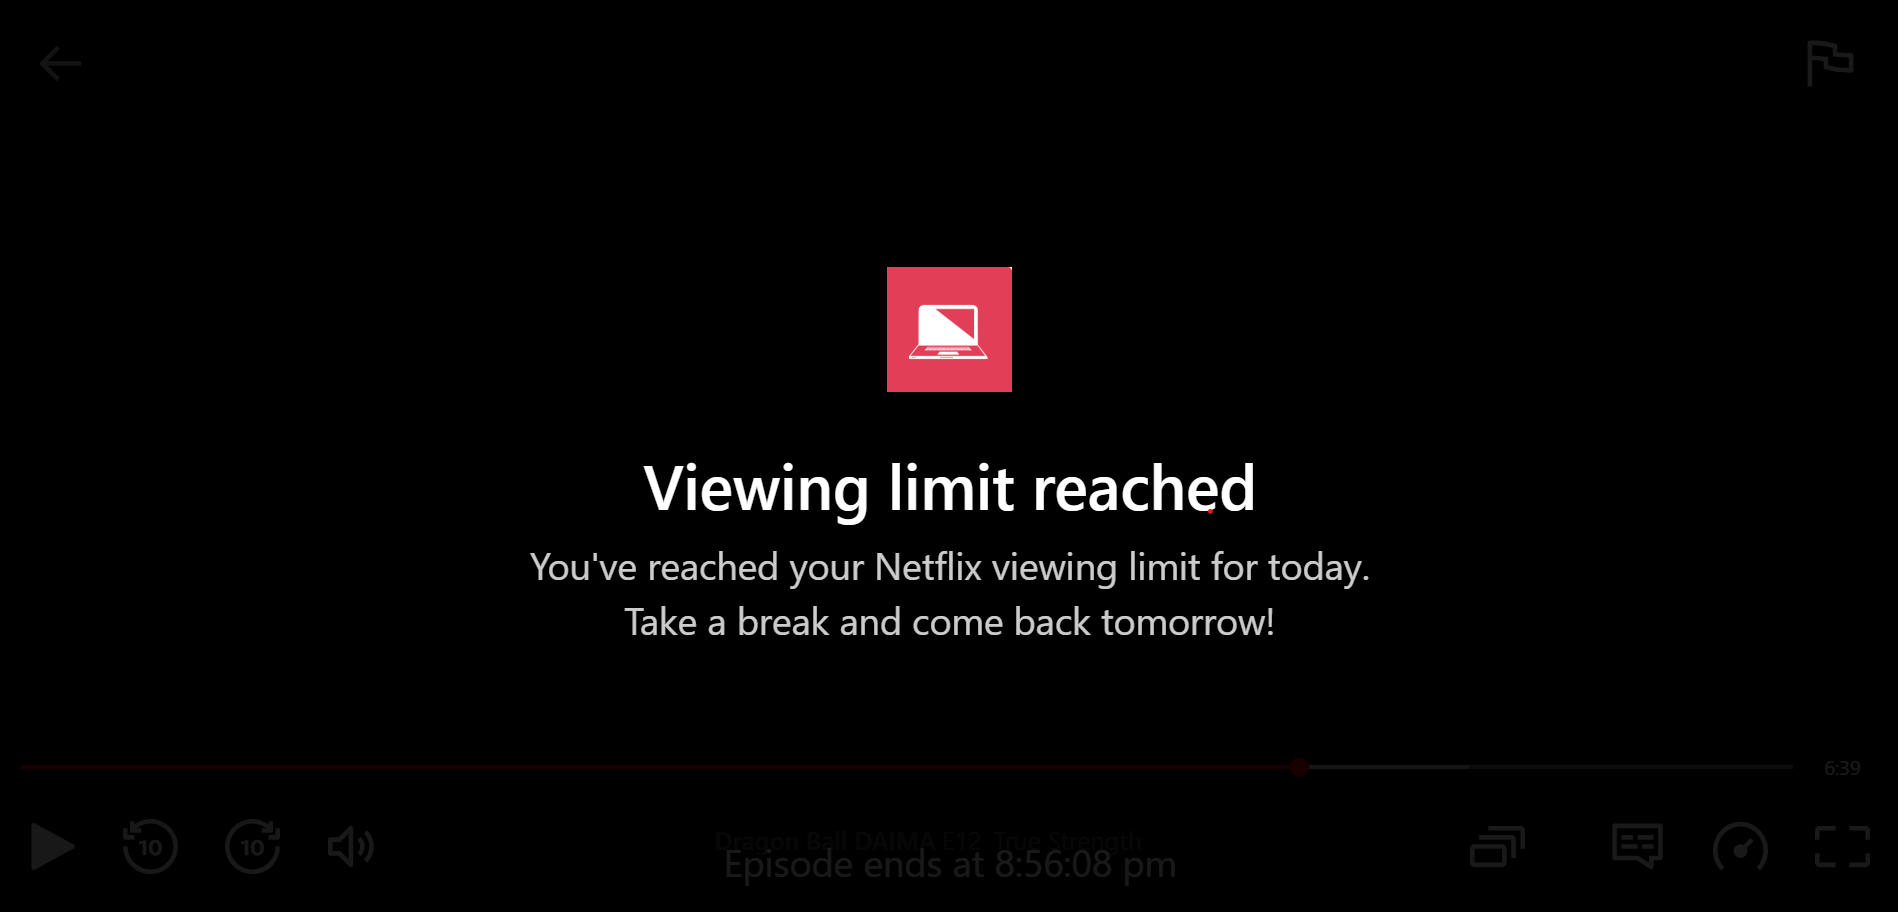 Viewing limit reached
You've reached your Netflix viewing limit for today.
Take a break and come back tomorrow!
6:39
10
10
Dragon Ball DAIMA E12 True Strength
Episode ends at 8:56:08 pm